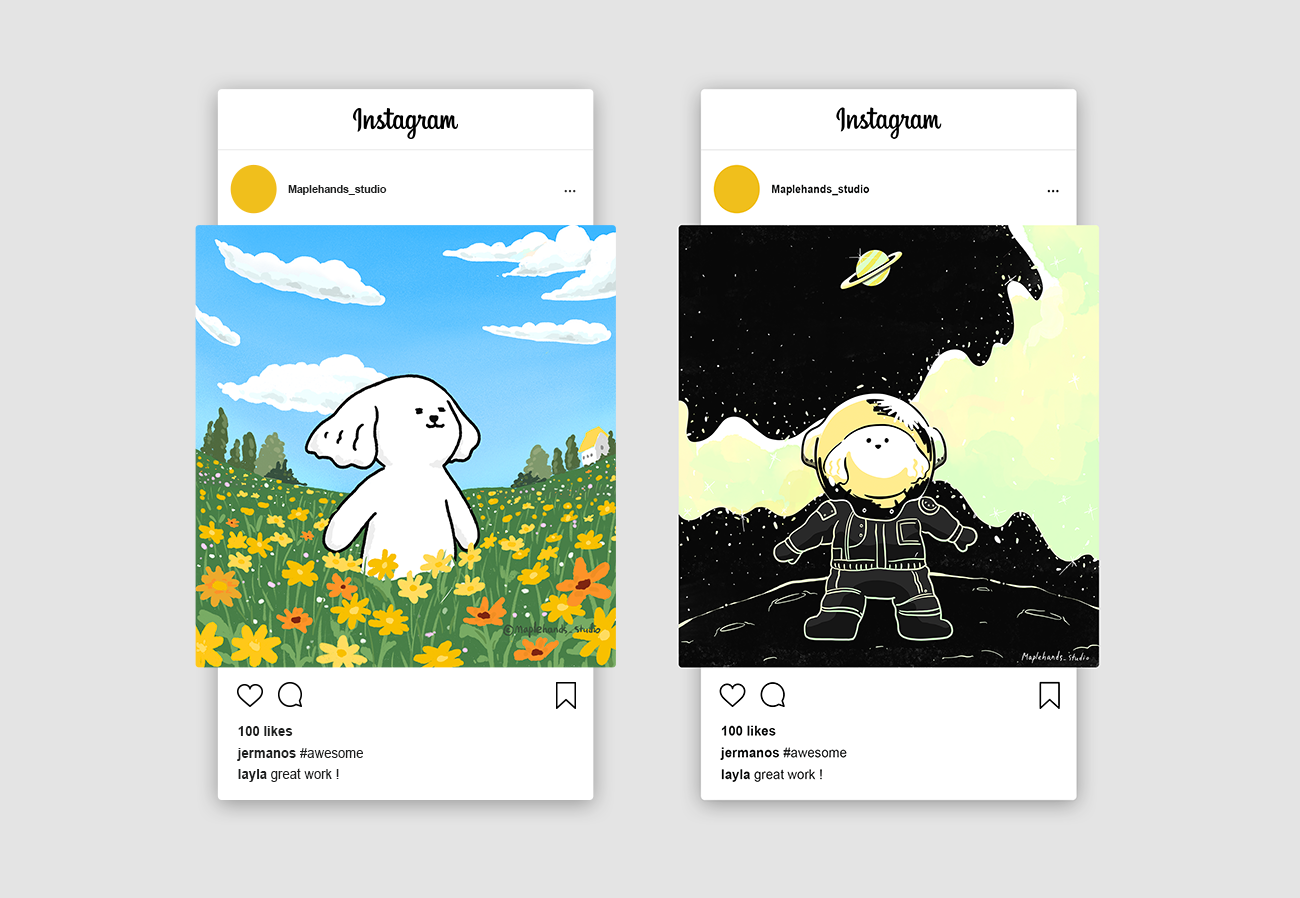 Instagram
Maplehands_studio
@maplehands_studio
100 likes
jermanos #awesome
layla great work !
Instagram
Maplehands_studio
Maplehands_studio
100 likes
jermanos #awesome
layla great work !